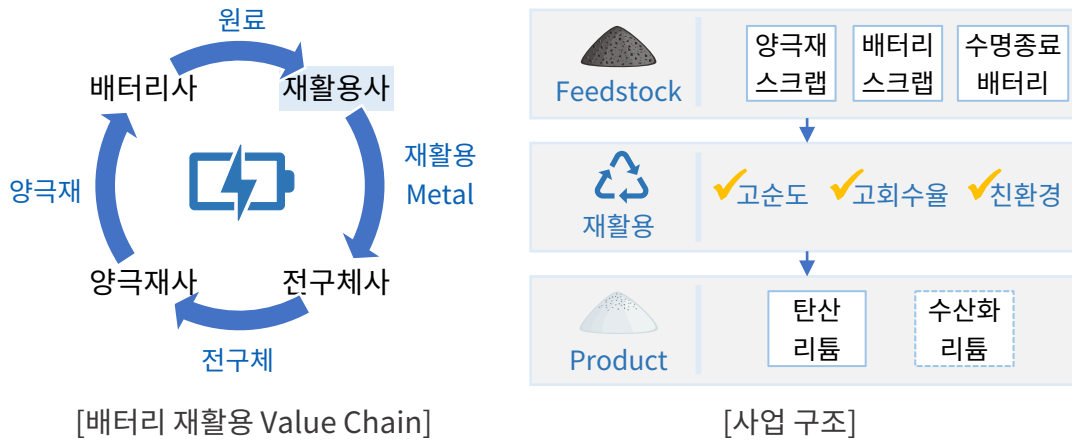 원료
배터리사
재활용사
재활용
Metal
양극재
양극재사
전구체사
전구체
[배터리 재활용 Value Chain]
Feedstock
양극재
스크랩
배터리
스크랩
수명종료
배터리
재활용
고순도
고회수율
친환경
Product
탄산
리튬
수산화
리튬
[사업 구조]